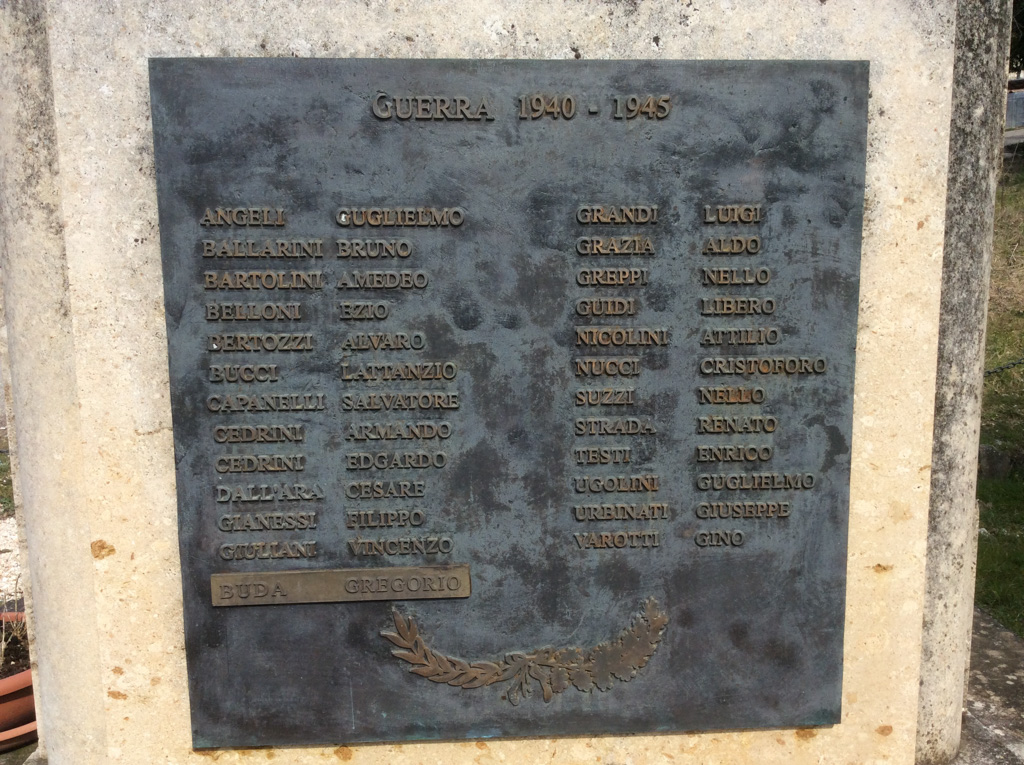 GUERRA 1940 - 1945
ANGELI GUGLIELMO
BALLARINI BRUNO
BARTOLINI AMEDEO
BELLONI EZIO
BERTOZZI ALVARO
BUCCI LATTANZIO
CAPANELLI SALVATORE
CEDRINI ARMANDO
CEDRINI EDGARDO
DALL'ARA CESARE
GIANESSI FILIPPO
GIULIANI VINCENZO
BUDA GREGORIO
GRANDI LUIGI
GRAZIA ALDO
GREPPI NELLO
GUIDI LIBERO
NICOLINI ATTILIO
NUCCI CRISTOFORO
SUZZI NELLO
STRADA RENATO
TESTI ENRICO
UGOLINI GUGLIELMO
URBINATI GIUSEPPE
VAROTTI GINO